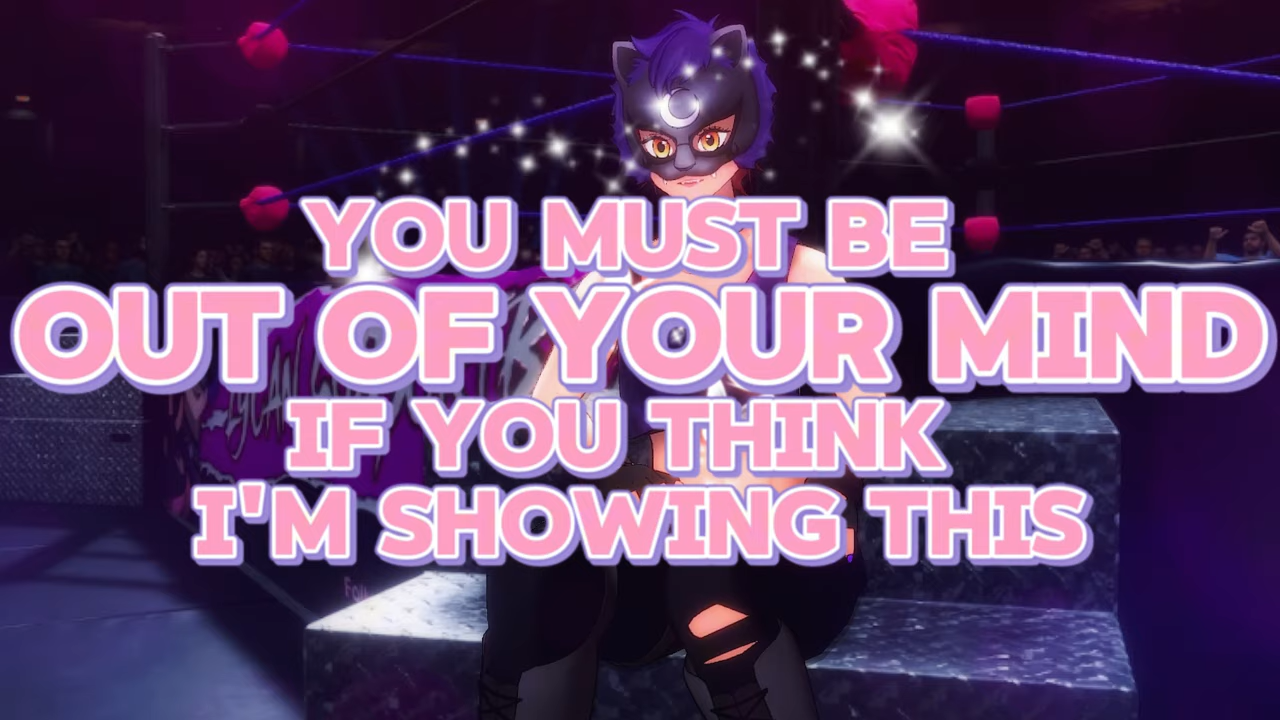 YOU MUST BE
OUT OF YOUR MIND
IF YOU THINK
I'M SHOWING THIS